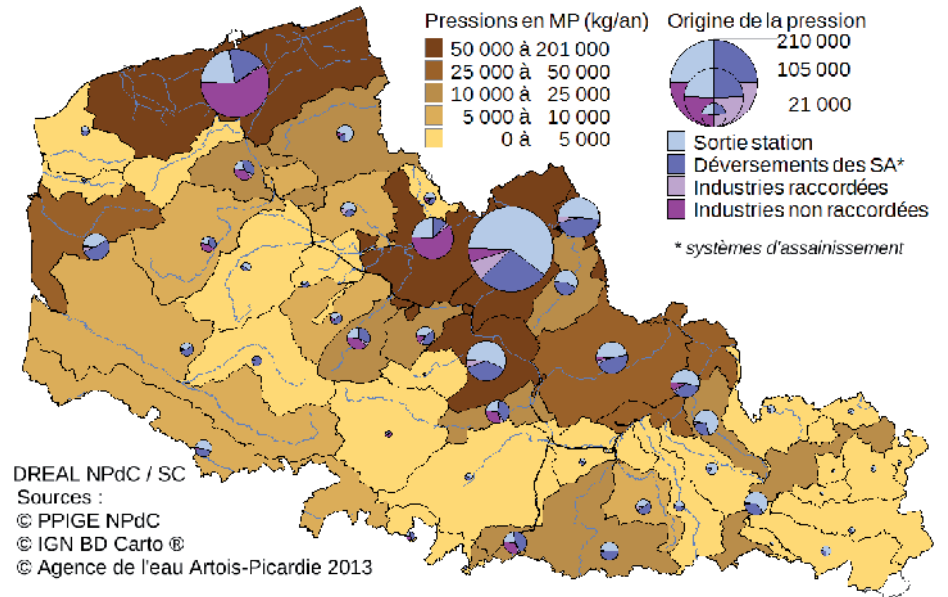 Pressions en MP (kg/an)
50 000 à 201 000
25 000 à 50 000
10 000 à 25 000
5 000 à 10 000
0 à 5 000
Origine de la pression
210 000
105 000
21 000
Sortie station
Déversements des SA*
Industries raccordées
Industries non raccordées
* systèmes d'assainissement
DREAL NPdC / SC
Sources :
© PPIGE NPdC
© IGN BD Carto ®
© Agence de l'eau Artois-Picardie 2013